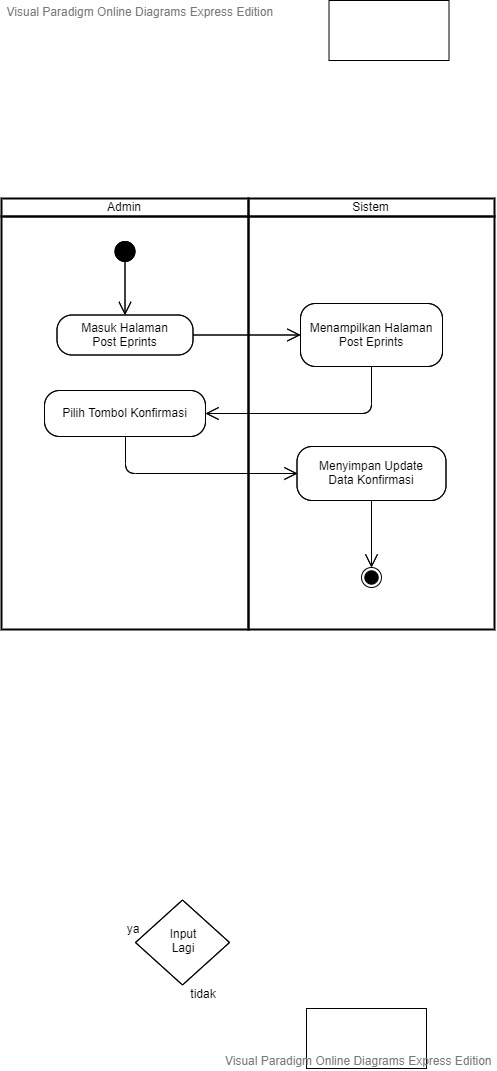 Visual Paradigm Online Diagrams Express Edition
Admin
Sistem
Masuk Halaman
Post Eprints
Menampilkan Halaman
Post Eprints
Pilih Tombol Konfirmasi
Menyimpan Update
Data Konfirmasi
ya
Input
Lagi
tidak
Visual Paradigm Online Diagrams Express Edition